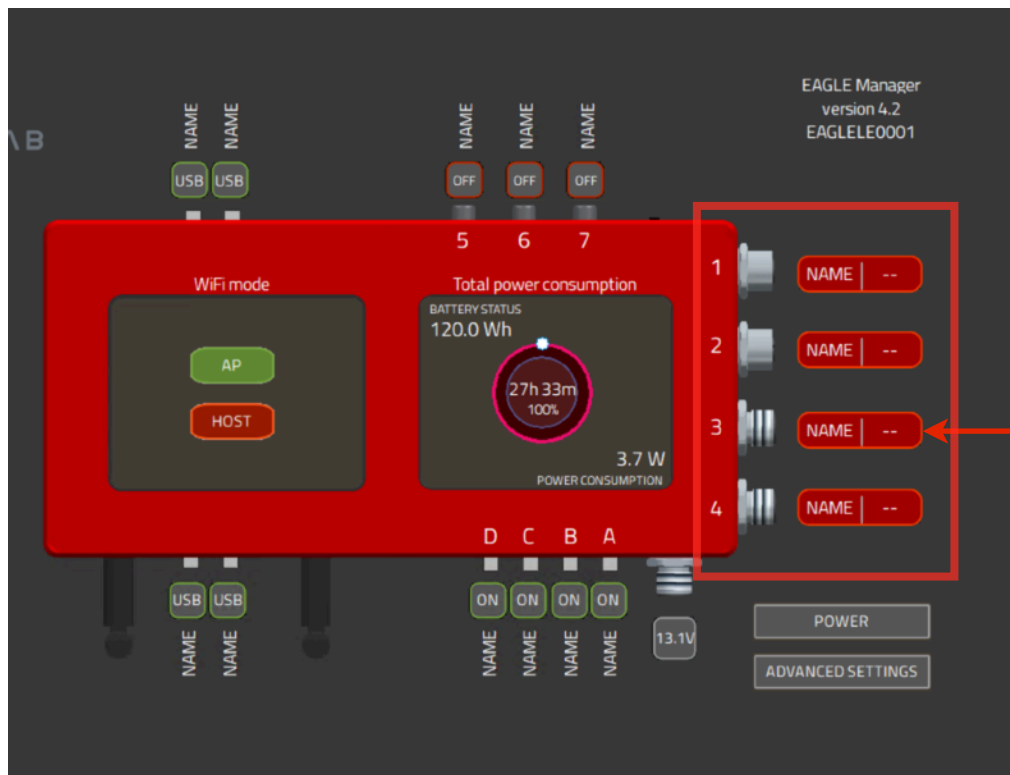 EAGLE Manager
version 4.2
EAGLELE0001
AB
NAME NAME
USB USB
NAME NAME NAME
OFF OFF OFF
5 6 7
WiFi mode
AP
HOST
Total power consumption
BATTERY STATUS
120.0 Wh
27h 33m
100%
3.7 W
POWER CONSUMPTION
1 NAME --
2 NAME --
3 NAME --
4 NAME --
D C B A
USB USB
NAME NAME
ON ON ON ON
NAME NAME NAME NAME
13.1V
POWER
ADVANCED SETTINGS